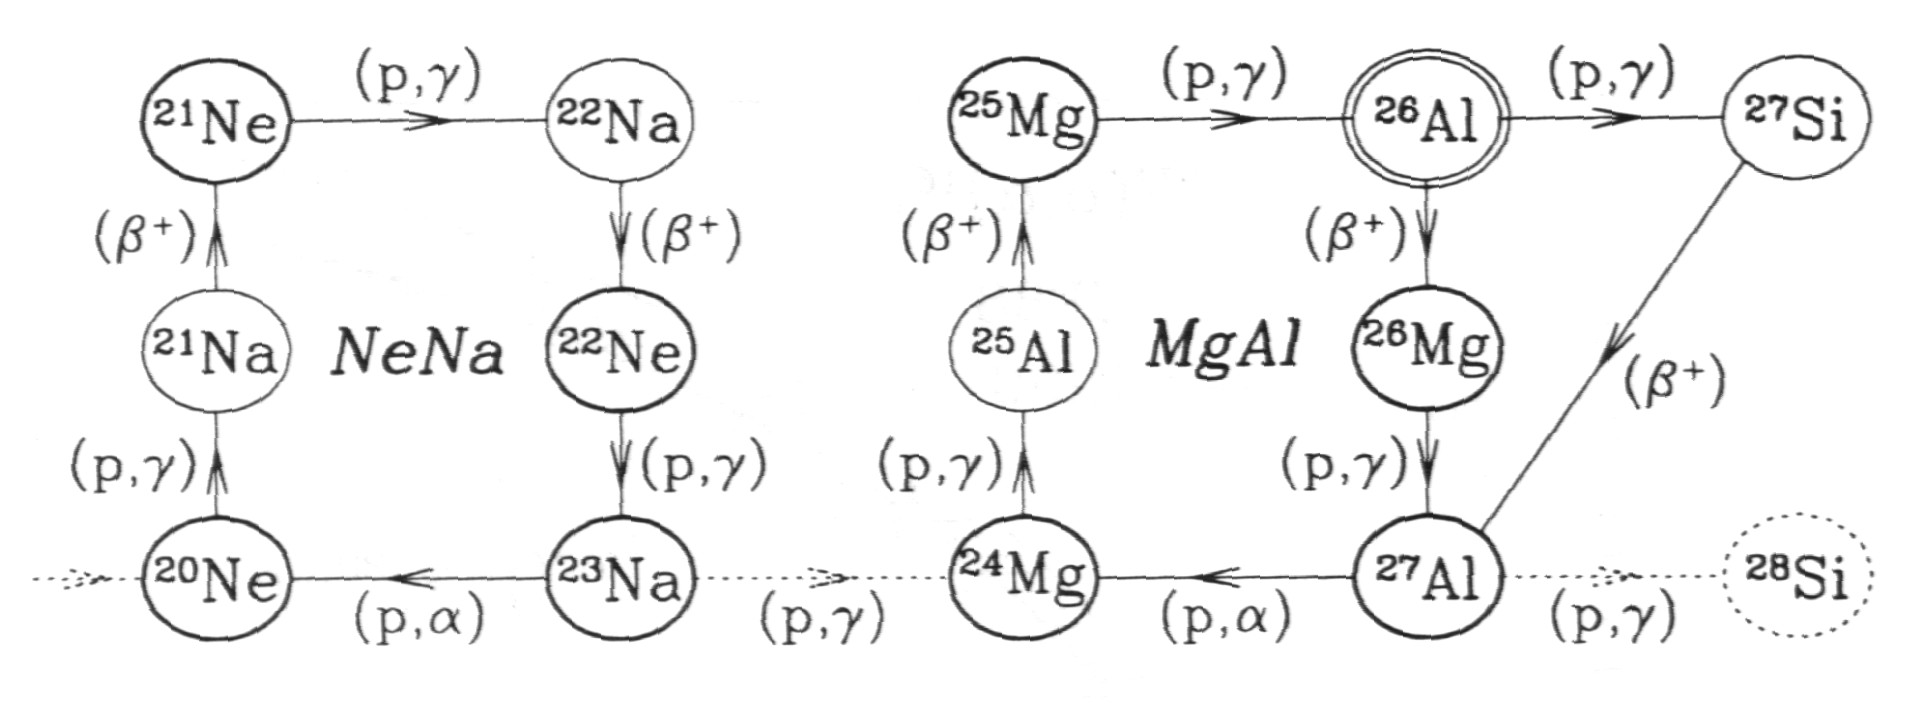 (p,γ) (p,γ) (p,γ)
²¹Ne ²²Na ²⁵Mg ²⁶Al ²⁷Si
(β⁺) (β⁺) (β⁺) (β⁺)
²¹Na NeNa ²²Ne ²⁵Al MgAl ²⁶Mg
(β⁺)
(p,γ) (p,γ) (p,γ) (p,γ)
²⁰Ne ²³Na ²⁴Mg ²⁷Al ²⁸Si
(p,α) (p,γ) (p,α) (p,γ)